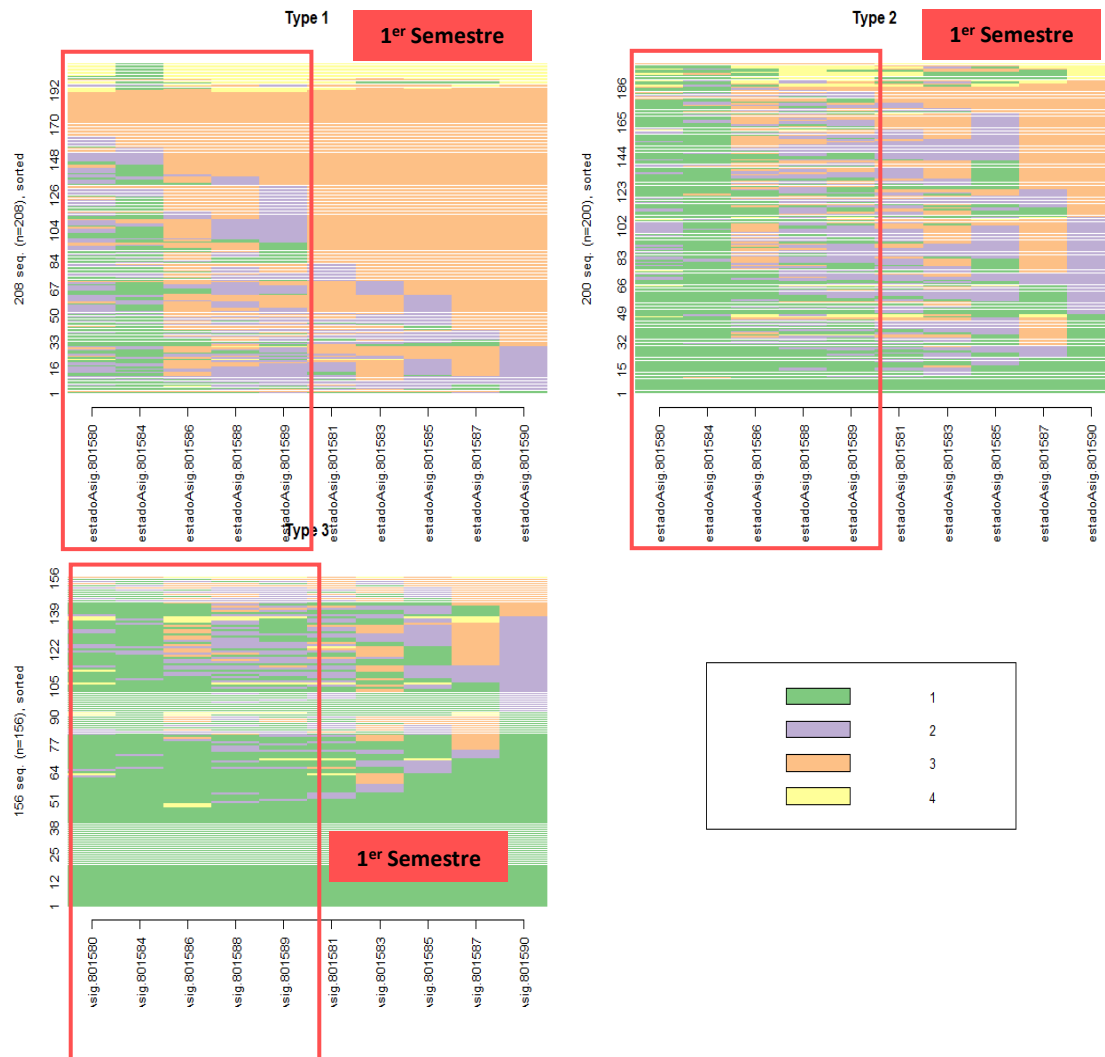 Type 1
1er Semestre
208 seq. (n=208), sorted
1 16 33 50 67 84 104 126 148 170 192
estadoAsig.801580
estadoAsig.801584
estadoAsig.801586
estadoAsig.801588
estadoAsig.801589
estadoAsig.801581
estadoAsig.801583
estadoAsig.801585
estadoAsig.801587
estadoAsig.801590
Type 2
1er Semestre
200 seq. (n=200), sorted
1 15 32 49 66 83 102 123 144 165 186
estadoAsig.801580
estadoAsig.801584
estadoAsig.801586
estadoAsig.801588
estadoAsig.801589
estadoAsig.801581
estadoAsig.801583
estadoAsig.801585
estadoAsig.801587
estadoAsig.801590
Type 3
156 seq. (n=156), sorted
1 12 25 38 51 64 77 90 105 122 139 156
1er Semestre
Asig.801580
Asig.801584
Asig.801586
Asig.801588
Asig.801589
Asig.801581
Asig.801583
Asig.801585
Asig.801587
Asig.801590
1
2
3
4